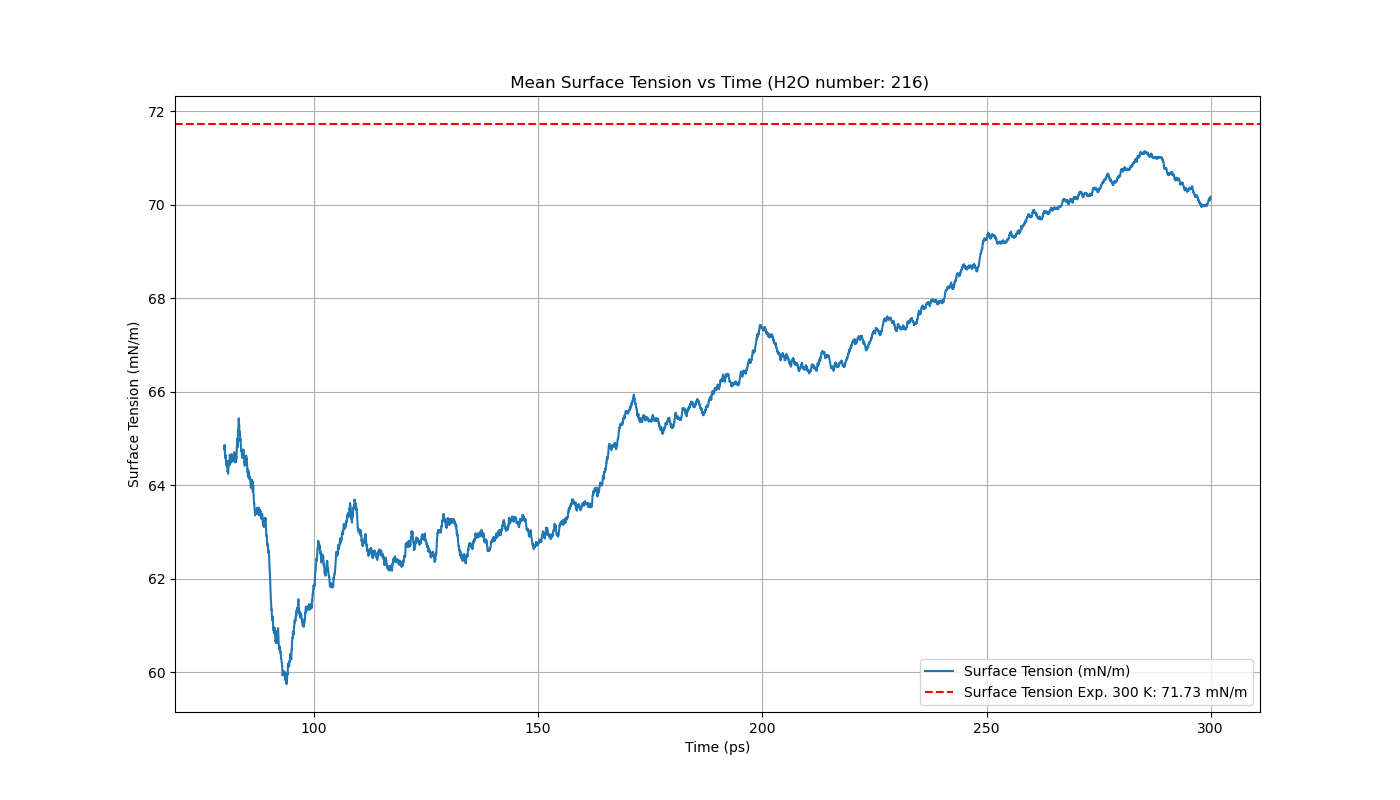 Mean Surface Tension vs Time (H2O number: 216)
72
70
68
66
64
62
60
Surface Tension (mN/m)
Surface Tension (mN/m)
Surface Tension Exp. 300 K: 71.73 mN/m
100
150
200
250
300
Time (ps)